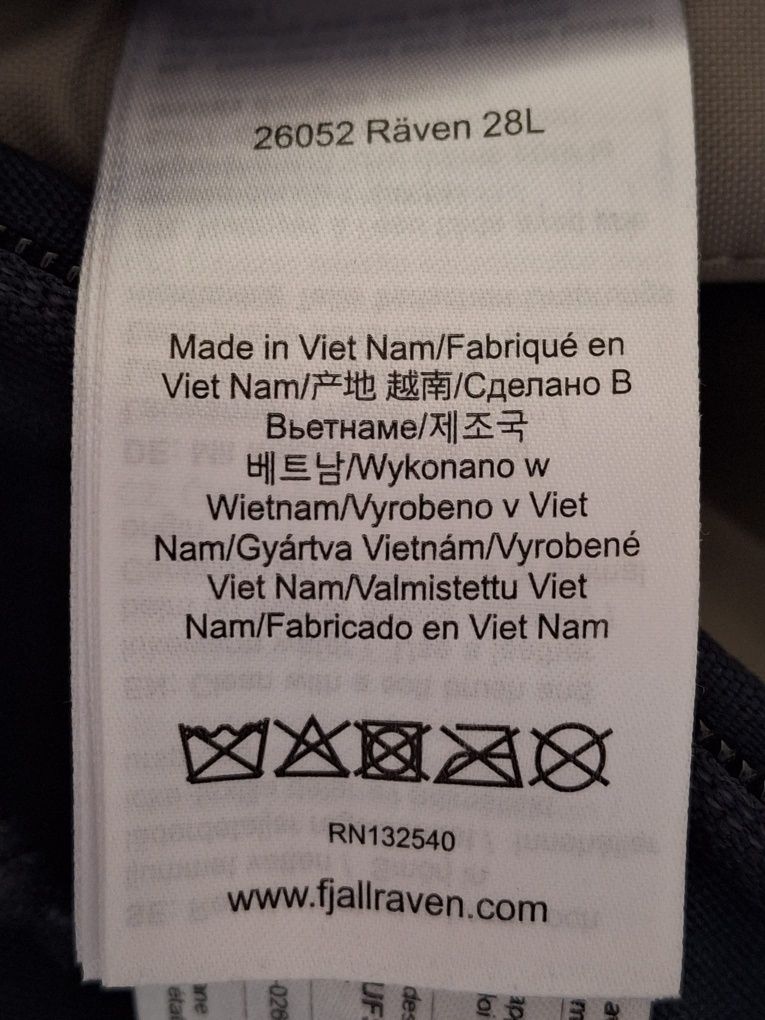 26052 Räven 28L
Made in Viet Nam/Fabriqué en
Viet Nam/产地 越南/Сделано В
Вьетнаме/제조국
베트남/Wykonano w
Wietnam/Vyrobeno v Viet
Nam/Gyártva Vietnám/Vyrobené
Viet Nam/Valmistettu Viet
Nam/Fabricado en Viet Nam
RN132540
www.fjallraven.com